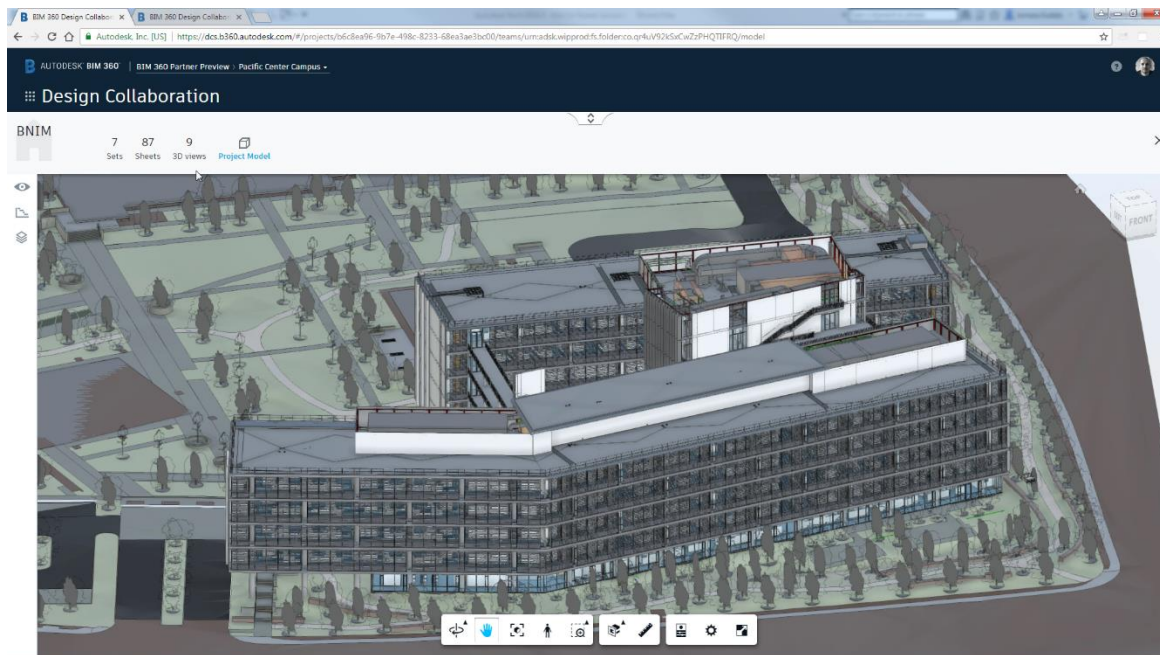 BIM 360 Design Collabor × BIM 360 Design Collabor ×
Autodesk, Inc. [US] | https://dcs.b360.autodesk.com/#/projects/b6c8ea96-9b7e-498c-8233-68ea3ae3bc00/teams/urn:adsk.wipprod:fs.folder:co.qr4uV92kSxCwZzPHQTIFRQ/model
AUTODESK® BIM 360® | BIM 360 Partner Preview > Pacific Center Campus
Design Collaboration
BNIM
7 87 9
Sets Sheets 3D views Project Model
TOP
FRONT